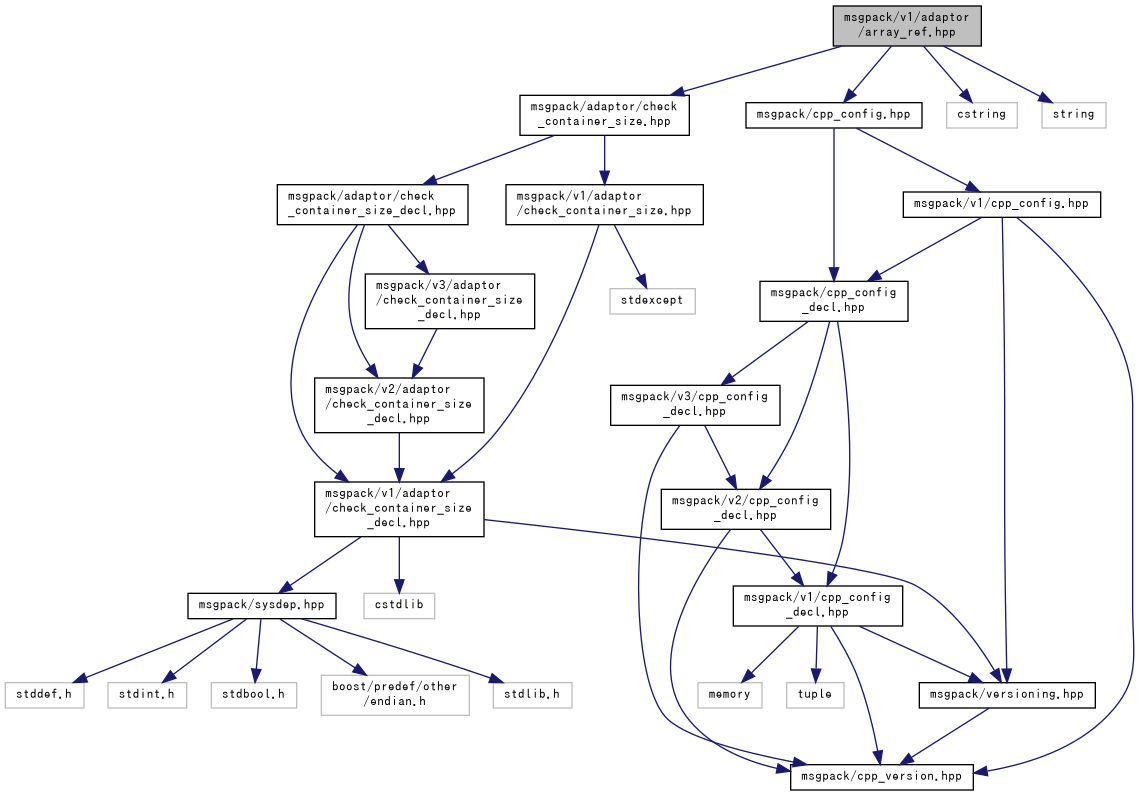 msgpack/v1/adaptor
/array_ref.hpp
msgpack/adaptor/check
_container_size.hpp
msgpack/cpp_config.hpp
cstring
string
msgpack/adaptor/check
_container_size_decl.hpp
msgpack/v1/adaptor
/check_container_size.hpp
msgpack/v1/cpp_config.hpp
msgpack/v3/adaptor
/check_container_size
_decl.hpp
stdexcept
msgpack/cpp_config
_decl.hpp
msgpack/v2/adaptor
/check_container_size
_decl.hpp
msgpack/v3/cpp_config
_decl.hpp
msgpack/v1/adaptor
/check_container_size
_decl.hpp
msgpack/v2/cpp_config
_decl.hpp
msgpack/sysdep.hpp
cstdlib
msgpack/v1/cpp_config
_decl.hpp
stddef.h
stdint.h
stdbool.h
boost/predef/other
/endian.h
stdlib.h
memory
tuple
msgpack/versioning.hpp
msgpack/cpp_version.hpp